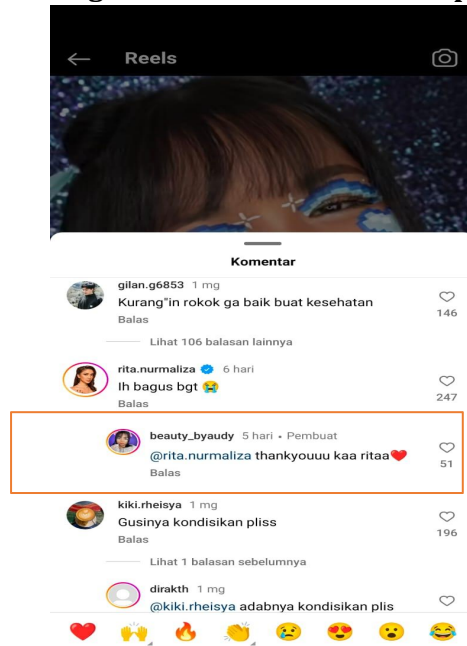 Reels
Komentar
gilan.g6853 1 mg
Kurang"in rokok ga baik buat kesehatan
146
Balas
Lihat 106 balasan lainnya
rita.nurmaliza 6 hari
Ih bagus bgt 😭
247
Balas
beauty_byaudy 5 hari • Pembuat
@rita.nurmaliza thankyouuu kaa ritaa❤️
51
Balas
kiki.rheisya 1 mg
Gusinya kondisikan pliss
196
Balas
Lihat 1 balasan sebelumnya
dirakth 1 mg
@kiki.rheisya adabnya kondisikan plis